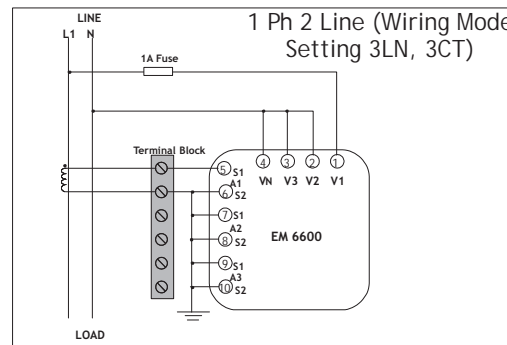 1 Ph 2 Line (Wiring Mode
Setting 3LN, 3CT)
LINE
L1 N
1A Fuse
Terminal Block
4 3 2 1
VN V3 V2 V1
5 S1
A1
6 S2
7 S1
A2
8 S2
9 S1
A3
10 S2
EM 6600
LOAD